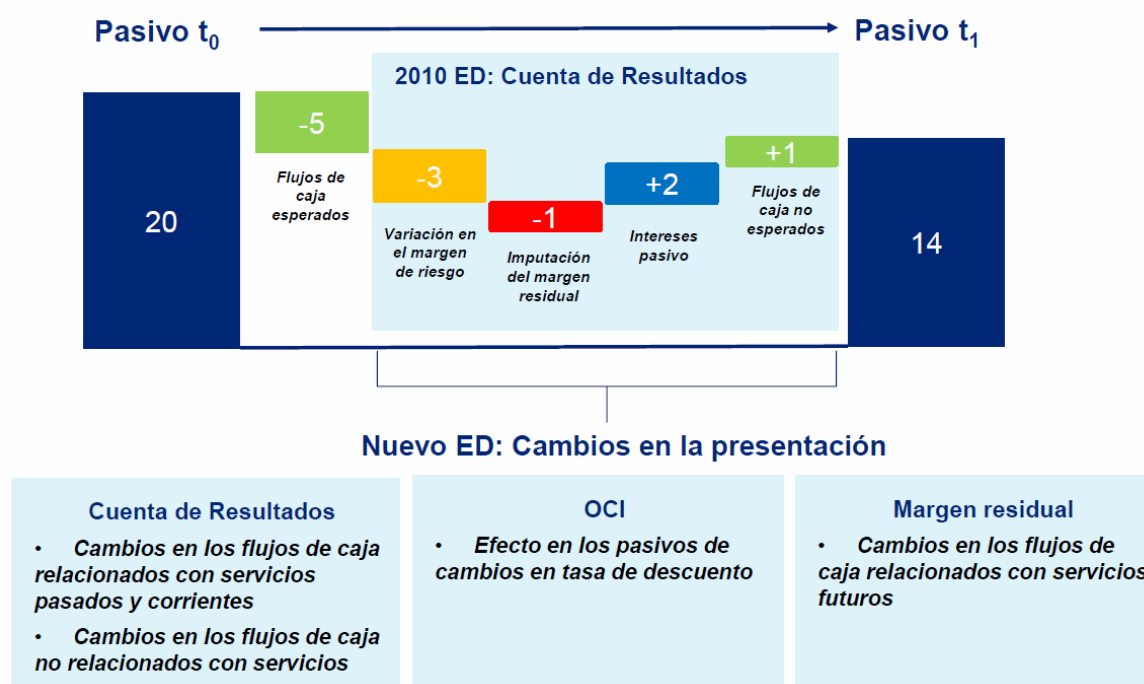 Pasivo t0
Pasivo t1
2010 ED: Cuenta de Resultados
20
-5
Flujos de
caja
esperados
-3
Variación en
el margen
de riesgo
-1
Imputación
del margen
residual
+2
Intereses
pasivo
+1
Flujos de
caja no
esperados
14
Nuevo ED: Cambios en la presentación
Cuenta de Resultados
• Cambios en los flujos de caja
relacionados con servicios
pasados y corrientes
• Cambios en los flujos de caja
no relacionados con servicios
OCI
• Efecto en los pasivos de
cambios en tasa de descuento
Margen residual
• Cambios en los flujos de
caja relacionados con servicios
futuros